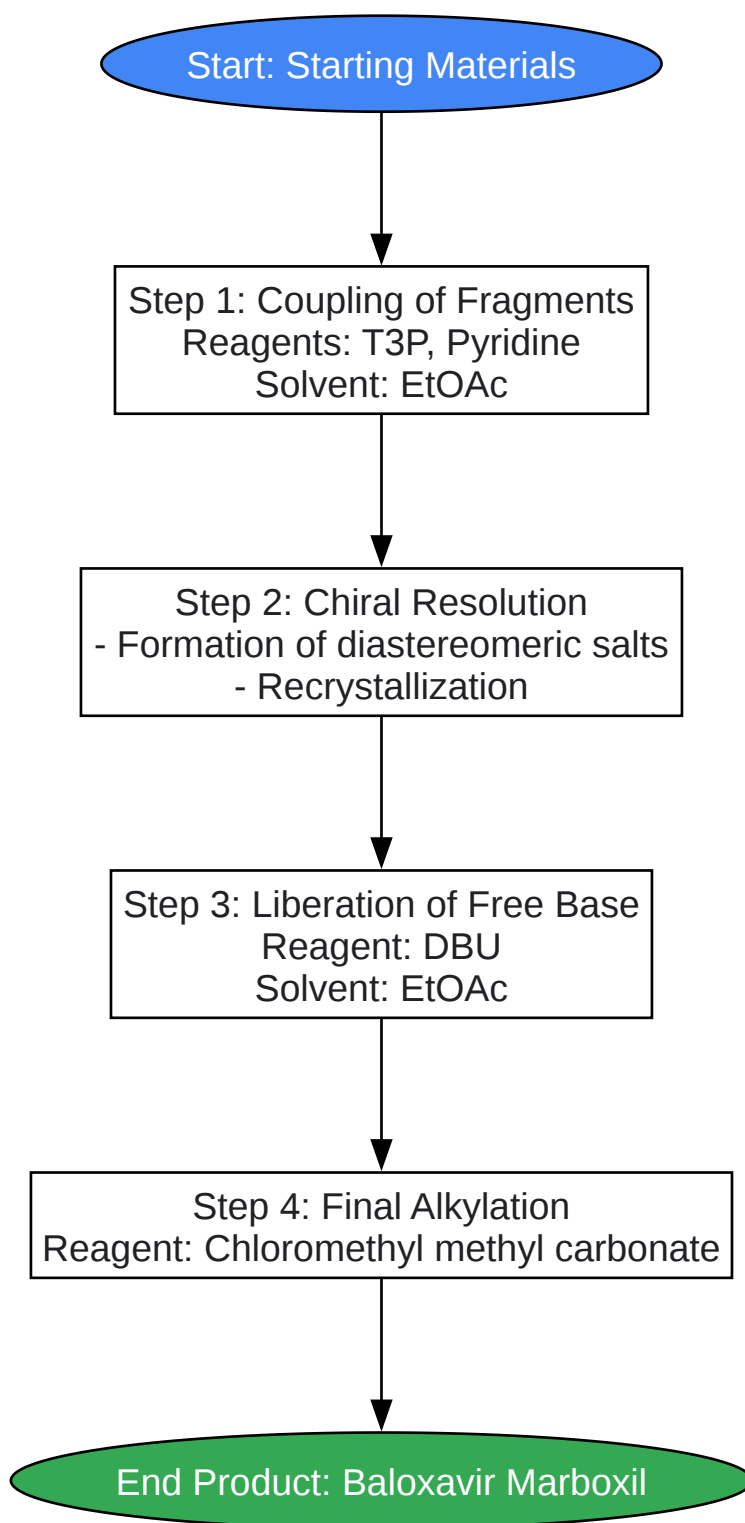 Start: Starting Materials
Step 1: Coupling of Fragments
Reagents: T3P, Pyridine
Solvent: EtOAc
Step 2: Chiral Resolution
- Formation of diastereomeric salts
- Recrystallization
Step 3: Liberation of Free Base
Reagent: DBU
Solvent: EtOAc
Step 4: Final Alkylation
Reagent: Chloromethyl methyl carbonate
End Product: Baloxavir Marboxil